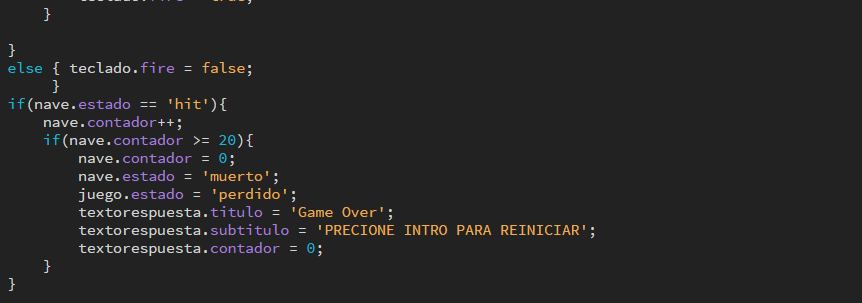 }
}
else { teclado.fire = false;
}
if(nave.estado == 'hit'){
nave.contador++;
if(nave.contador >= 20){
nave.contador = 0;
nave.estado = 'muerto';
juego.estado = 'perdido';
textorespuesta.titulo = 'Game Over';
textorespuesta.subtitulo = 'PRECIONE INTRO PARA REINICIAR';
textorespuesta.contador = 0;
}
}